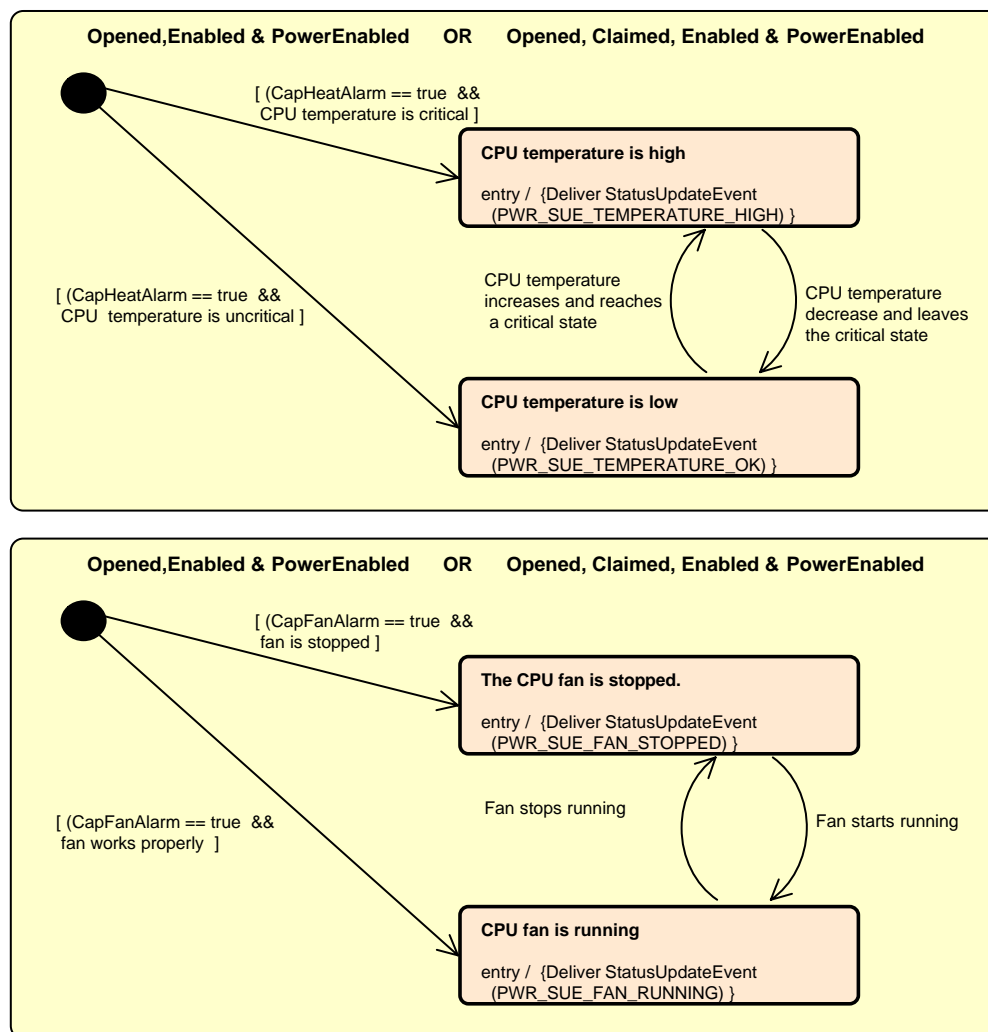 Opened,Enabled & PowerEnabled OR Opened, Claimed, Enabled & PowerEnabled
[ (CapHeatAlarm == true &&
CPU temperature is critical ]
CPU temperature is high
entry / {Deliver StatusUpdateEvent
(PWR_SUE_TEMPERATURE_HIGH) }
[ (CapHeatAlarm == true &&
CPU temperature is uncritical ]
CPU temperature
increases and reaches
a critical state
CPU temperature
decrease and leaves
the critical state
CPU temperature is low
entry / {Deliver StatusUpdateEvent
(PWR_SUE_TEMPERATURE_OK) }
Opened,Enabled & PowerEnabled OR Opened, Claimed, Enabled & PowerEnabled
[ (CapFanAlarm == true &&
fan is stopped ]
The CPU fan is stopped.
entry / {Deliver StatusUpdateEvent
(PWR_SUE_FAN_STOPPED) }
[ (CapFanAlarm == true &&
fan works properly ]
Fan stops running
Fan starts running
CPU fan is running
entry / {Deliver StatusUpdateEvent
(PWR_SUE_FAN_RUNNING) }